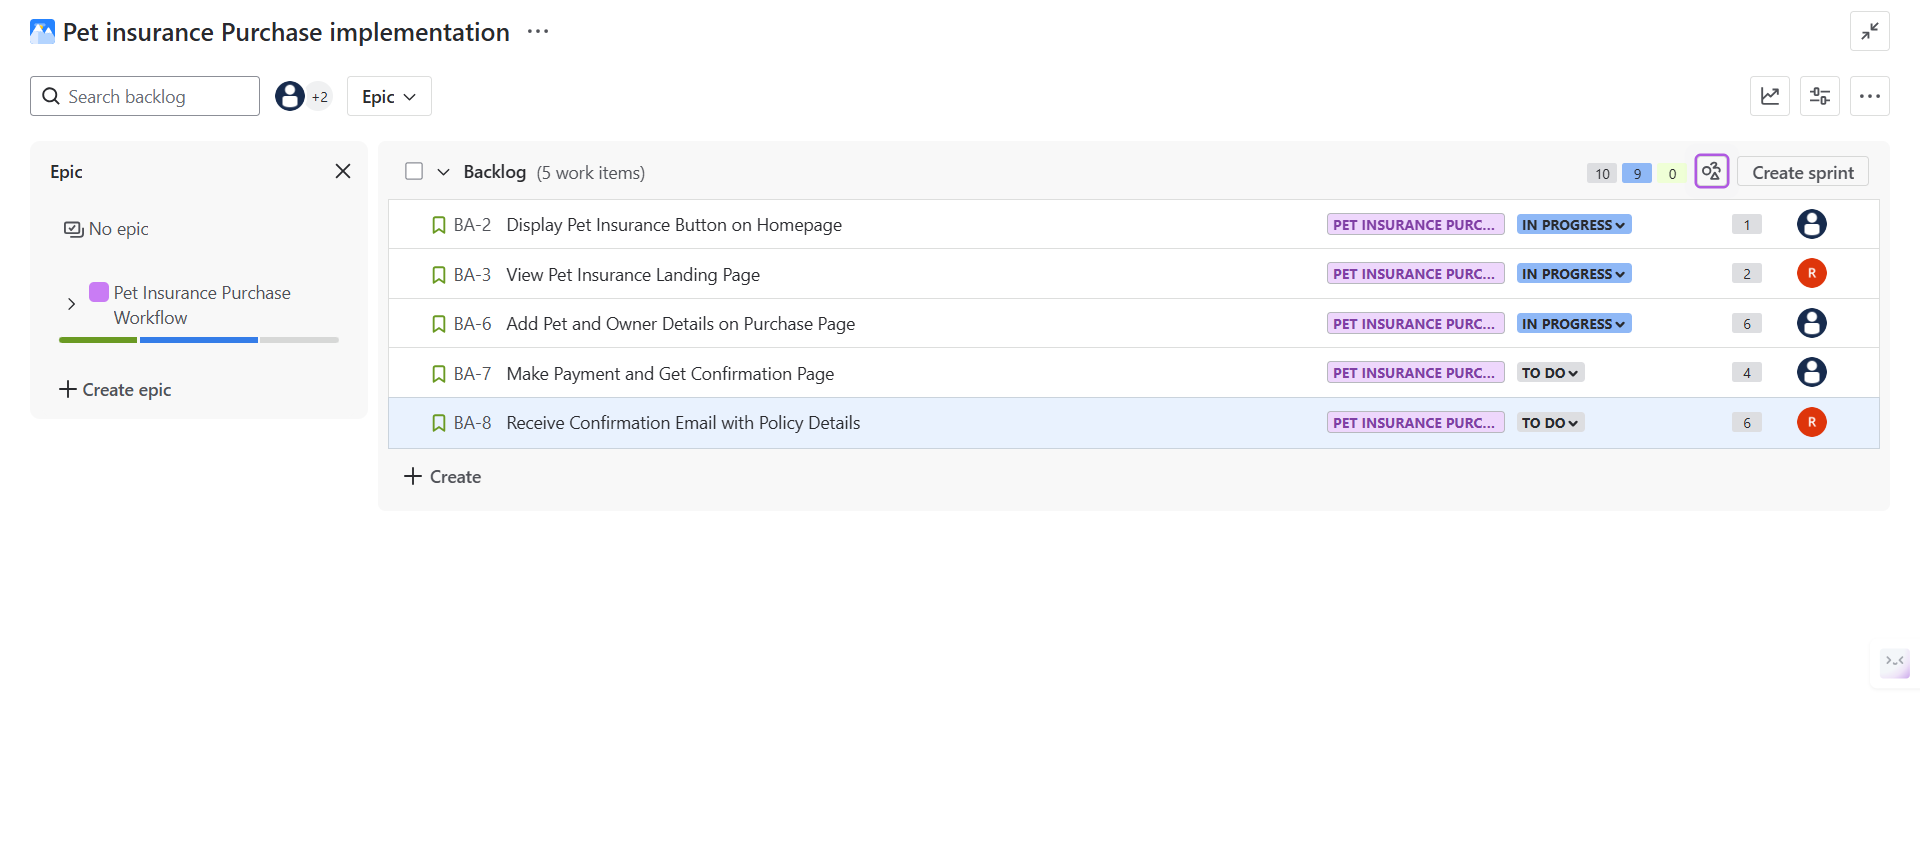 Pet insurance Purchase implementation
Search backlog
+2
Epic
Epic
No epic
Pet Insurance Purchase
Workflow
Create epic
Backlog (5 work items)
10 9 0 Create sprint
BA-2 Display Pet Insurance Button on Homepage PET INSURANCE PURC... IN PROGRESS 1
BA-3 View Pet Insurance Landing Page PET INSURANCE PURC... IN PROGRESS 2 R
BA-6 Add Pet and Owner Details on Purchase Page PET INSURANCE PURC... IN PROGRESS 6
BA-7 Make Payment and Get Confirmation Page PET INSURANCE PURC... TO DO 4
BA-8 Receive Confirmation Email with Policy Details PET INSURANCE PURC... TO DO 6 R
Create